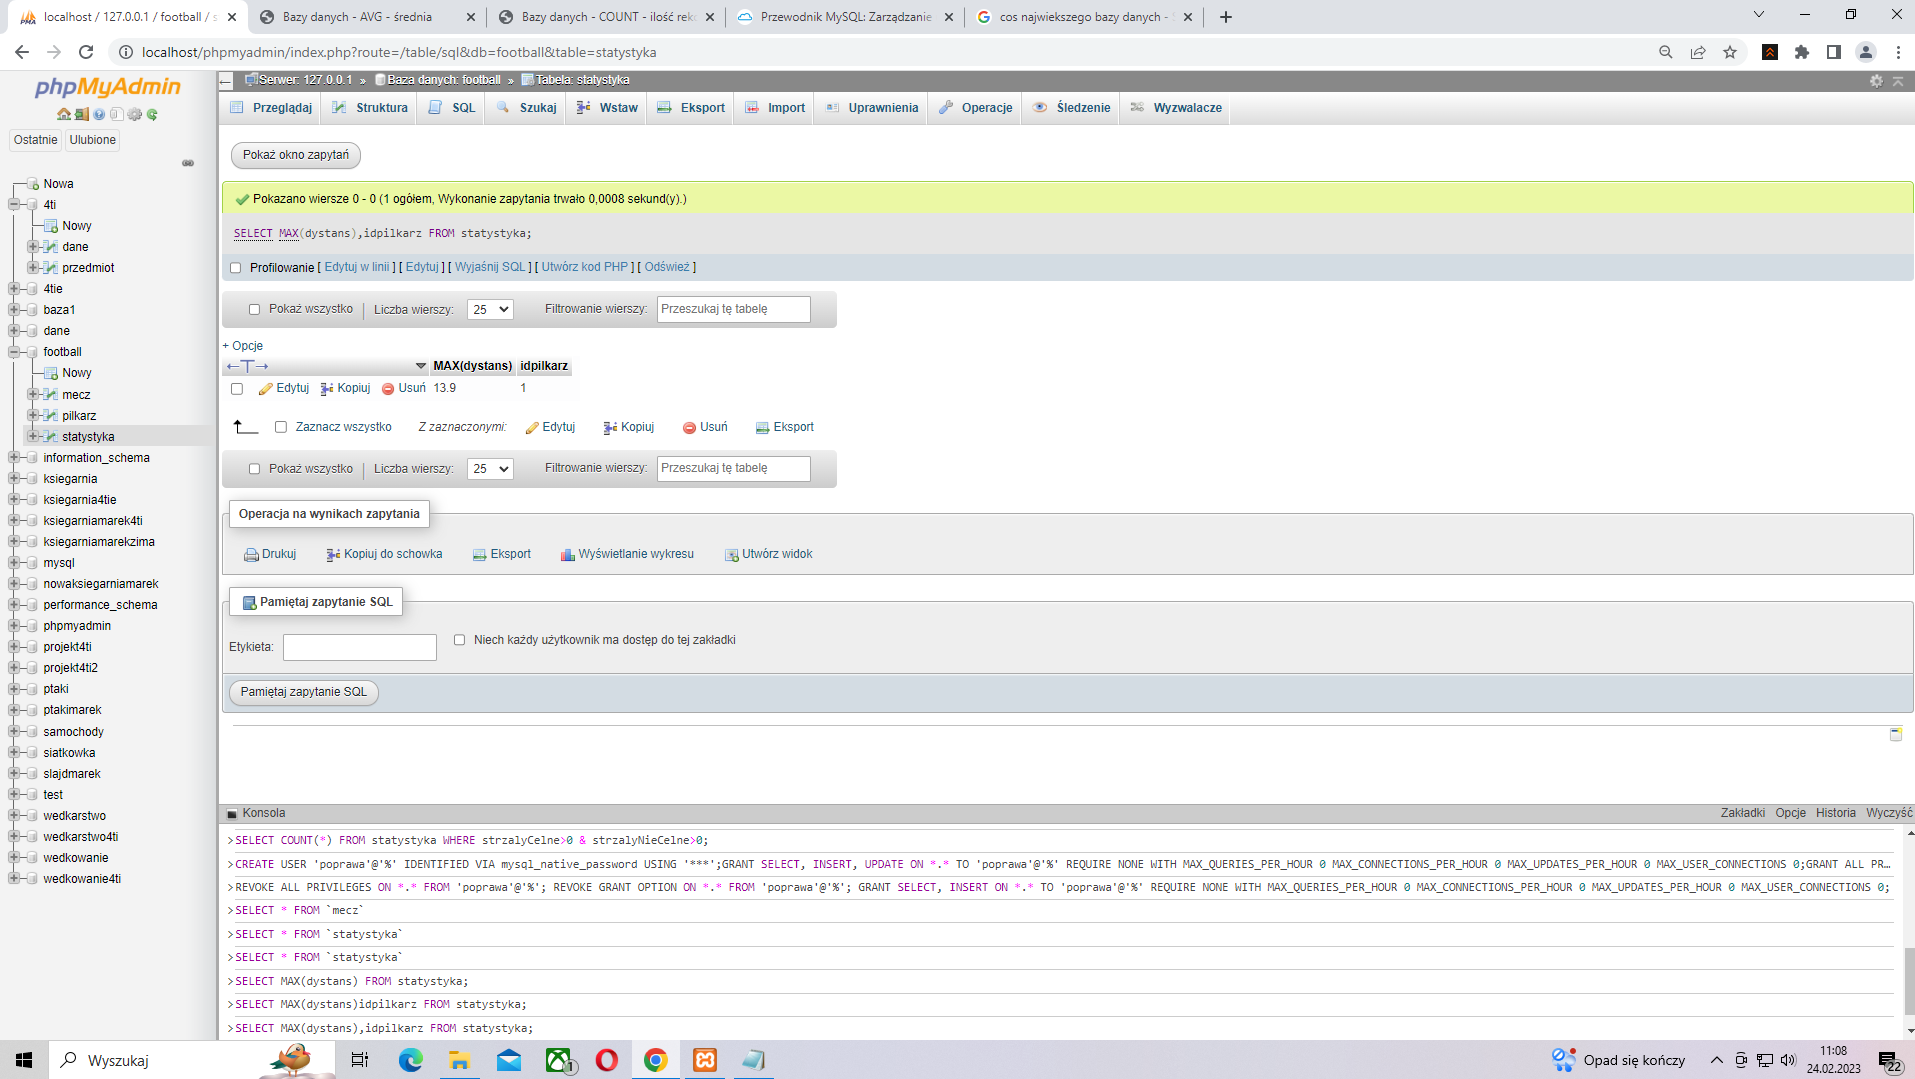 localhost / 127.0.0.1 / football / s
Bazy danych - AVG - średnia
Bazy danych - COUNT - ilość reko
Przewodnik MySQL: Zarządzanie
cos najwiekszego bazy danych - S
localhost/phpmyadmin/index.php?route=/table/sql&db=football&table=statystyka
phpMyAdmin
Ostatnie
Ulubione
Nowa
4ti
Nowy
dane
przedmiot
4tie
baza1
dane
football
Nowy
mecz
pilkarz
statystyka
information_schema
ksiegarnia
ksiegarnia4tie
ksiegarniamarek4ti
ksiegarniamarekzima
mysql
nowaksiegarniamarek
performance_schema
phpmyadmin
projekt4ti
projekt4ti2
ptaki
ptakimarek
samochody
siatkowka
slajdmarek
test
wedkarstwo
wedkarstwo4ti
wedkowanie
wedkowanie4ti
Serwer: 127.0.0.1 » Baza danych: football » Tabela: statystyka
Przeglądaj Struktura SQL Szukaj Wstaw Eksport Import Uprawnienia Operacje Śledzenie Wyzwalacze
Pokaż okno zapytań
Pokazano wiersze 0 - 0 (1 ogółem, Wykonanie zapytania trwało 0,0008 sekund(y).)
SELECT MAX(dystans),idpilkarz FROM statystyka;
Profilowanie [ Edytuj w linii ] [ Edytuj ] [ Wyjaśnij SQL ] [ Utwórz kod PHP ] [ Odśwież ]
Pokaż wszystko Liczba wierszy: 25 Filtrowanie wierszy: Przeszukaj tę tabelę
+ Opcje
←T→ MAX(dystans) idpilkarz
Edytuj Kopiuj Usuń 13.9 1
Zaznacz wszystko Z zaznaczonymi: Edytuj Kopiuj Usuń Eksport
Pokaż wszystko Liczba wierszy: 25 Filtrowanie wierszy: Przeszukaj tę tabelę
Operacja na wynikach zapytania
Drukuj Kopiuj do schowka Eksport Wyświetlanie wykresu Utwórz widok
Pamiętaj zapytanie SQL
Etykieta: Niech każdy użytkownik ma dostęp do tej zakładki
Pamiętaj zapytanie SQL
Konsola Zakładki Opcje Historia Wyczyść
>SELECT COUNT(*) FROM statystyka WHERE strzalyCelne>0 & strzalyNieCelne>0;
>CREATE USER 'poprawa'@'%' IDENTIFIED VIA mysql_native_password USING '***';GRANT SELECT, INSERT, UPDATE ON *.* TO 'poprawa'@'%' REQUIRE NONE WITH MAX_QUERIES_PER_HOUR 0 MAX_CONNECTIONS_PER_HOUR 0 MAX_UPDATES_PER_HOUR 0 MAX_USER_CONNECTIONS 0;GRANT ALL PR...
>REVOKE ALL PRIVILEGES ON *.* FROM 'poprawa'@'%'; REVOKE GRANT OPTION ON *.* FROM 'poprawa'@'%'; GRANT SELECT, INSERT ON *.* TO 'poprawa'@'%' REQUIRE NONE WITH MAX_QUERIES_PER_HOUR 0 MAX_CONNECTIONS_PER_HOUR 0 MAX_UPDATES_PER_HOUR 0 MAX_USER_CONNECTIONS 0;
>SELECT * FROM `mecz`
>SELECT * FROM `statystyka`
>SELECT * FROM `statystyka`
>SELECT MAX(dystans) FROM statystyka;
>SELECT MAX(dystans)idpilkarz FROM statystyka;
>SELECT MAX(dystans),idpilkarz FROM statystyka;
Wyszukaj
1
Opad się kończy
11:08
24.02.2023
22